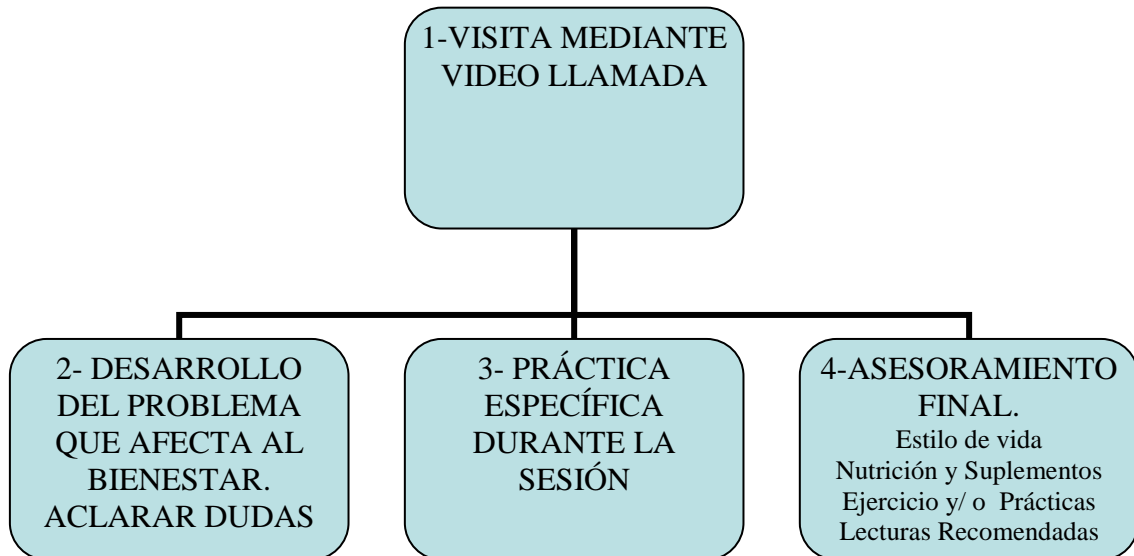 1-VISITA MEDIANTE
VIDEO LLAMADA
2- DESARROLLO
DEL PROBLEMA
QUE AFECTA AL
BIENESTAR.
ACLARAR DUDAS
3- PRÁCTICA
ESPECÍFICA
DURANTE LA
SESIÓN
4-ASESORAMIENTO
FINAL.
Estilo de vida
Nutrición y Suplementos
Ejercicio y/ o Prácticas
Lecturas Recomendadas